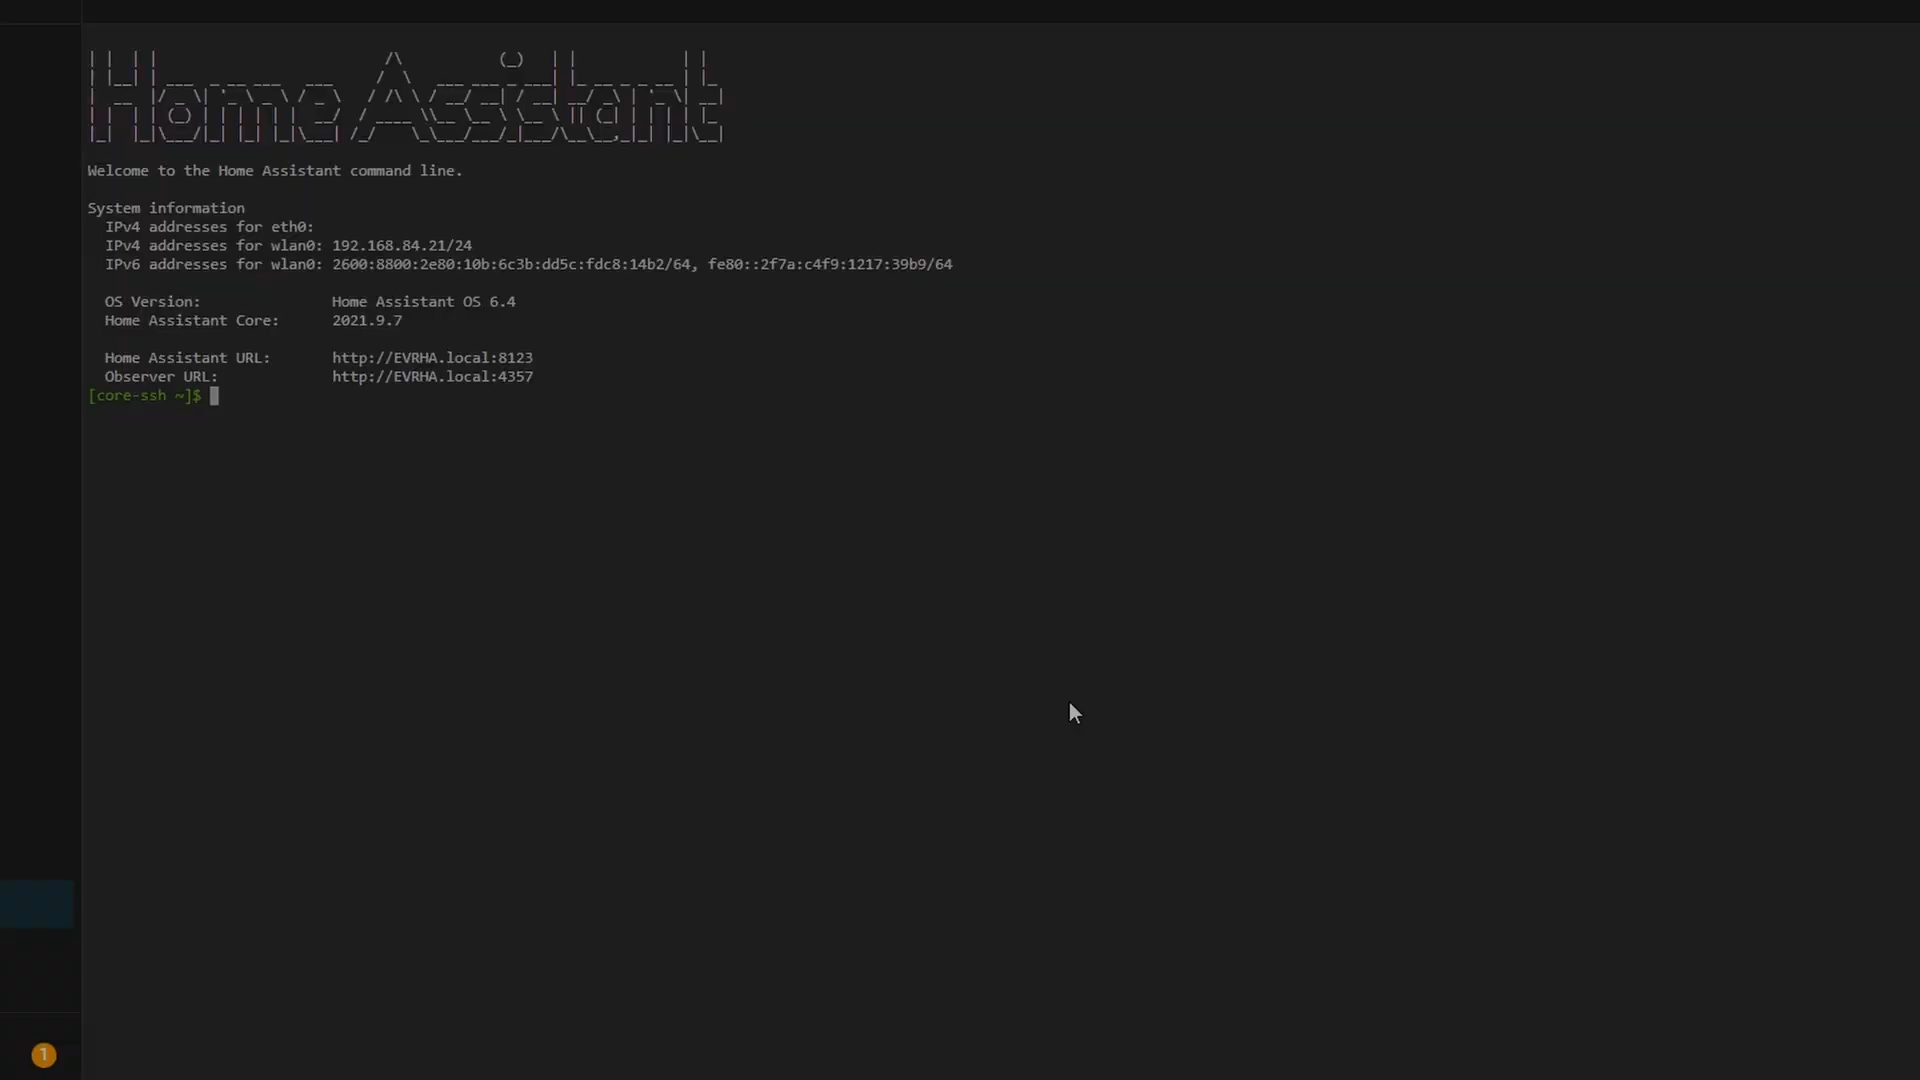 Home Assistant
Welcome to the Home Assistant command line.
System information
IPv4 addresses for eth0:
IPv4 addresses for wlan0: 192.168.84.21/24
IPv6 addresses for wlan0: 2600:8800:2e80:10b:6c3b:dd5c:fdc8:14b2/64, fe80::2f7a:c4f9:1217:39b9/64
OS Version: Home Assistant OS 6.4
Home Assistant Core: 2021.9.7
Home Assistant URL: http://EVRHA.local:8123
Observer URL: http://EVRHA.local:4357
[core-ssh ~]$
1